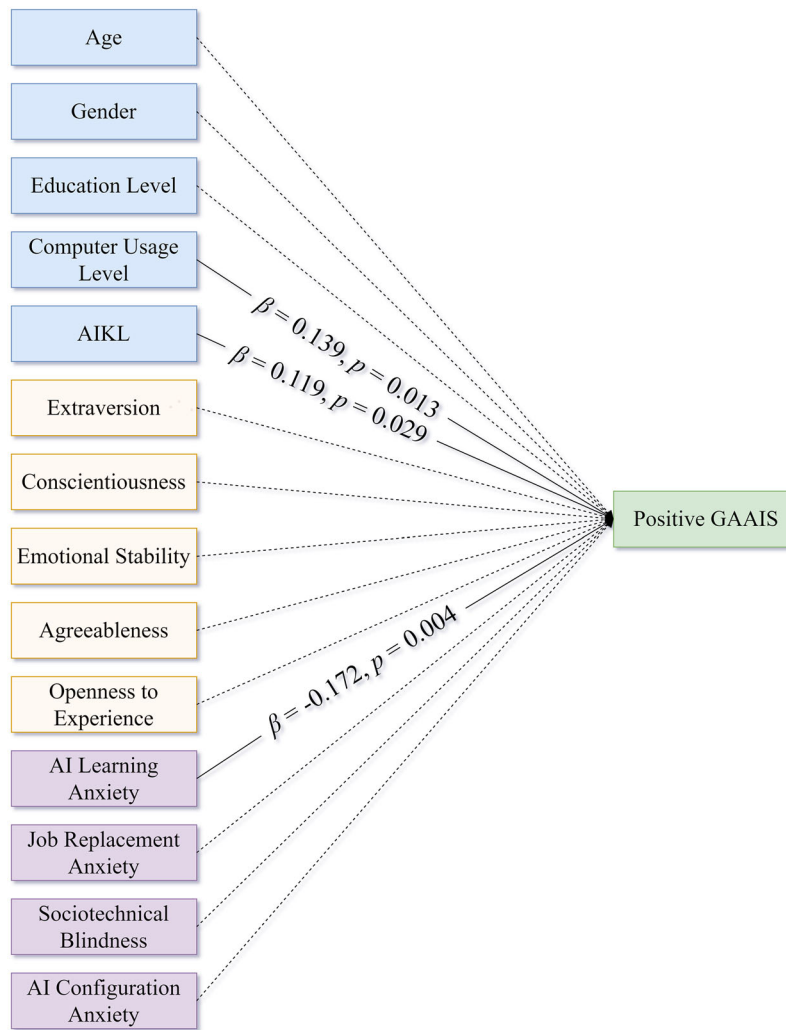 Age
Gender
Education Level
Computer Usage
Level
AIKL
β = 0.139, p = 0.013
β = 0.119, p = 0.029
Extraversion
Conscientiousness
Positive GAAIS
Emotional Stability
Agreeableness
β = -0.172, p = 0.004
Openness to
Experience
AI Learning
Anxiety
Job Replacement
Anxiety
Sociotechnical
Blindness
AI Configuration
Anxiety